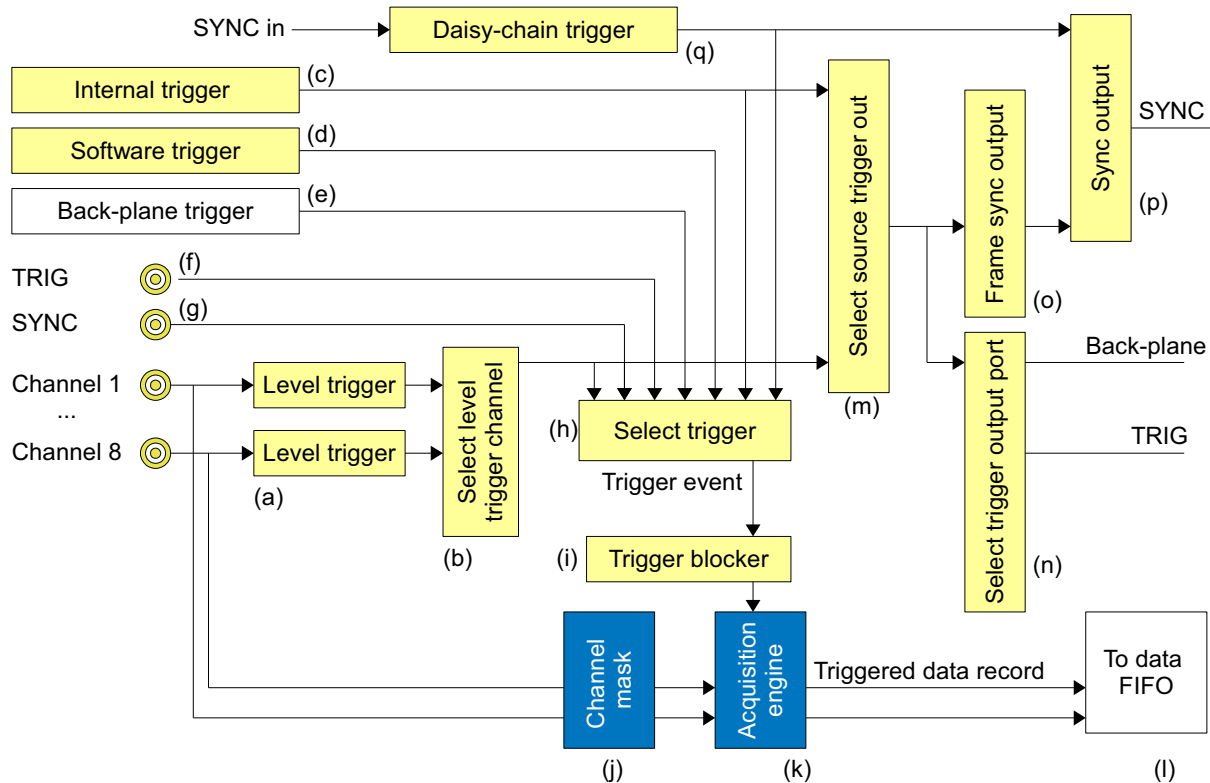 SYNC in
Daisy-chain trigger
(q)
Internal trigger
(c)
Software trigger
(d)
Back-plane trigger
(e)
TRIG
(f)
SYNC
(g)
Channel 1
...
Channel 8
Level trigger
Level trigger
(a)
Select level
trigger channel
(b)
(h)
Select trigger
Trigger event
(i)
Trigger blocker
Channel
mask
(j)
Acquisition
engine
(k)
Triggered data record
To data
FIFO
(l)
Select source trigger out
(m)
Frame sync output
(o)
Select trigger output port
(n)
Sync output
(p)
SYNC
Back-plane
TRIG